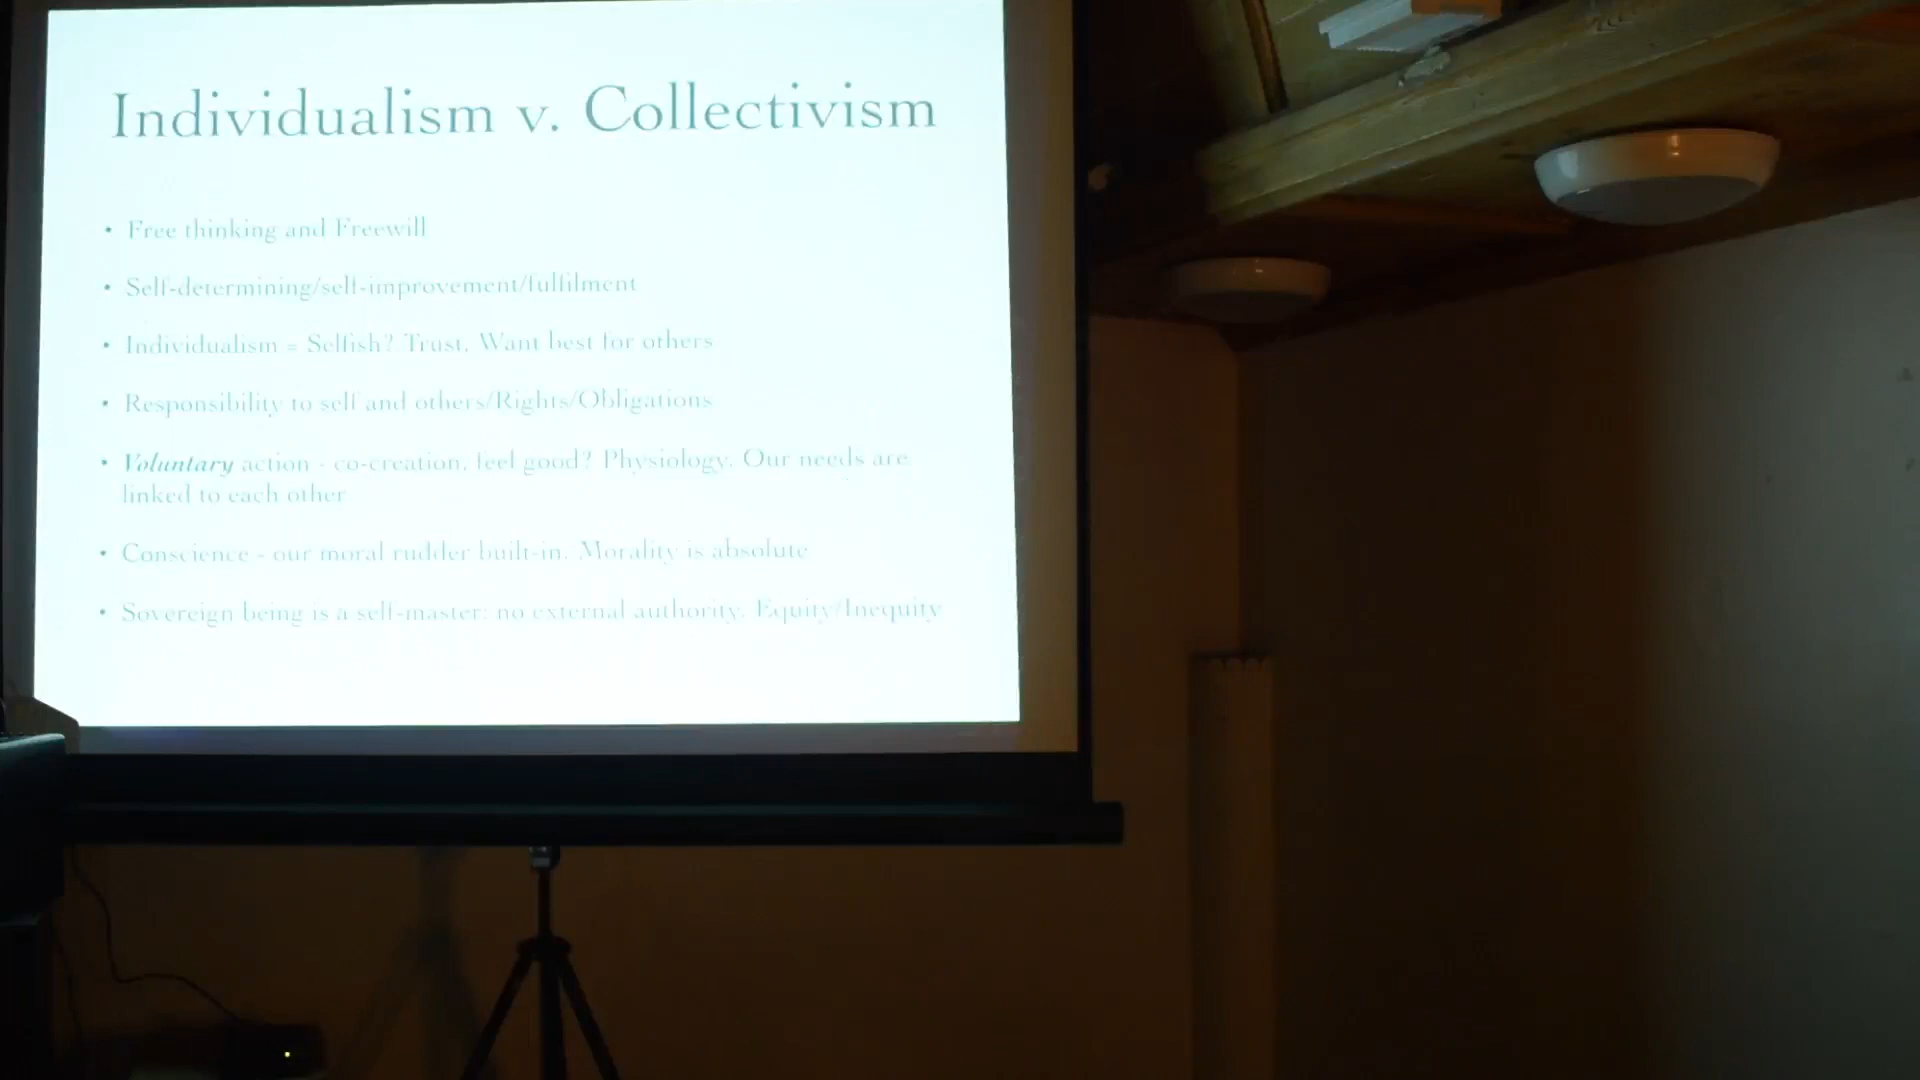 Individualism v. Collectivism
• Free thinking and Freewill
• Self-determining/self-improvement/fulfilment
• Individualism = Selfish? Trust. Want best for others
• Responsibility to self and others/Rights/Obligations
• Voluntary action - co-creation, feel good? Physiology. Our needs are
linked to each other
• Conscience - our moral rudder built-in. Morality is absolute
• Sovereign being is a self-master: no external authority. Equity/Inequity